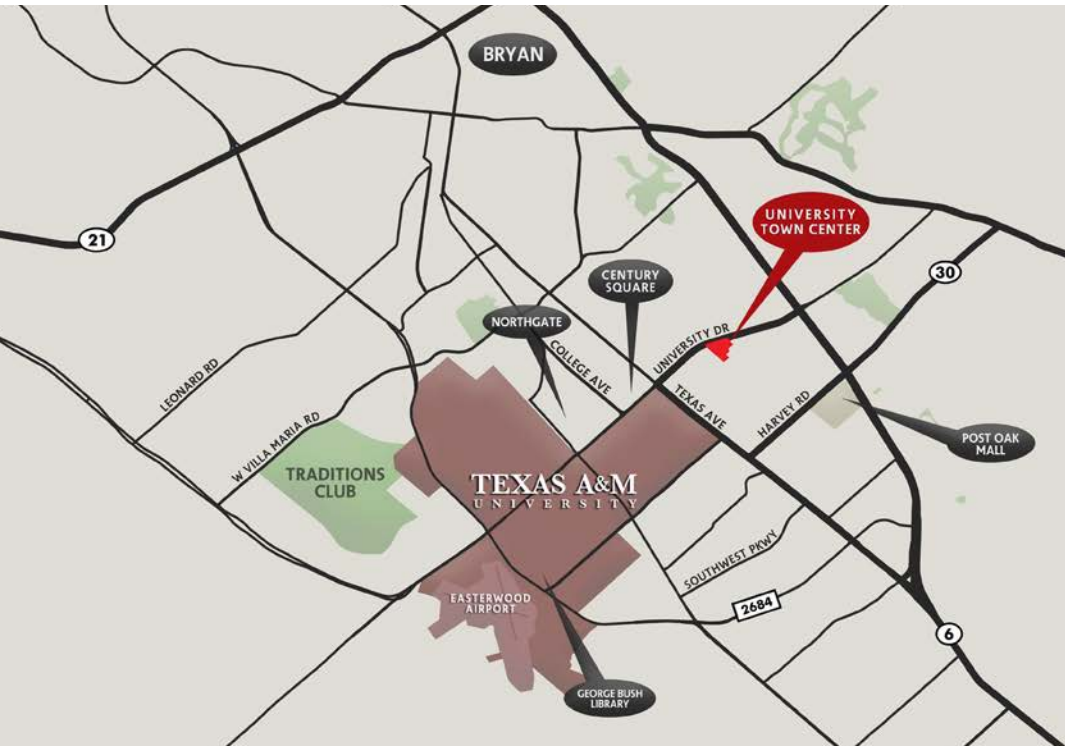 BRYAN
UNIVERSITY
TOWN CENTER
21
30
CENTURY
SQUARE
NORTHGATE
UNIVERSITY DR
COLLEGE AVE
LEONARD RD
TEXAS AVE
HARVEY RD
W VILLA MARIA RD
POST OAK
MALL
TRADITIONS
CLUB
TEXAS A&M
UNIVERSITY
SOUTHWEST PKWY
EASTERWOOD
AIRPORT
2684
6
GEORGE BUSH
LIBRARY